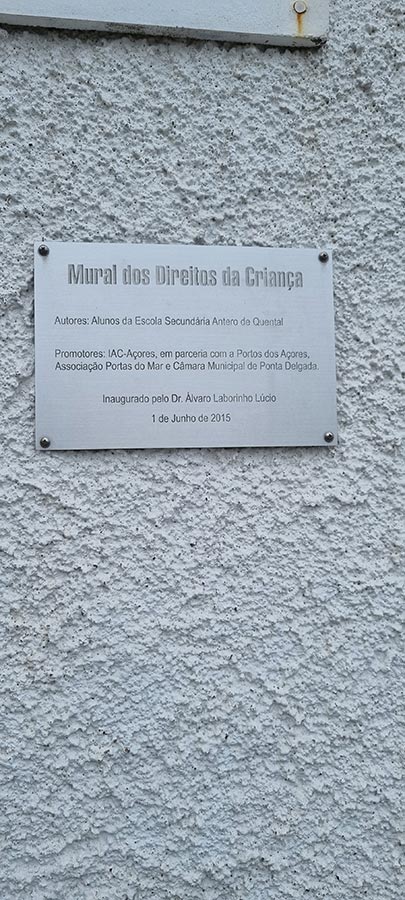 Mural dos Direitos da Criança
Autores: Alunos da Escola Secundária Antero de Quental
Promotores: IAC-Açores, em parceria com a Portos dos Açores,
Associação Portas do Mar e Câmara Municipal de Ponta Delgada.
Inaugurado pelo Dr. Álvaro Laborinho Lúcio
1 de Junho de 2015